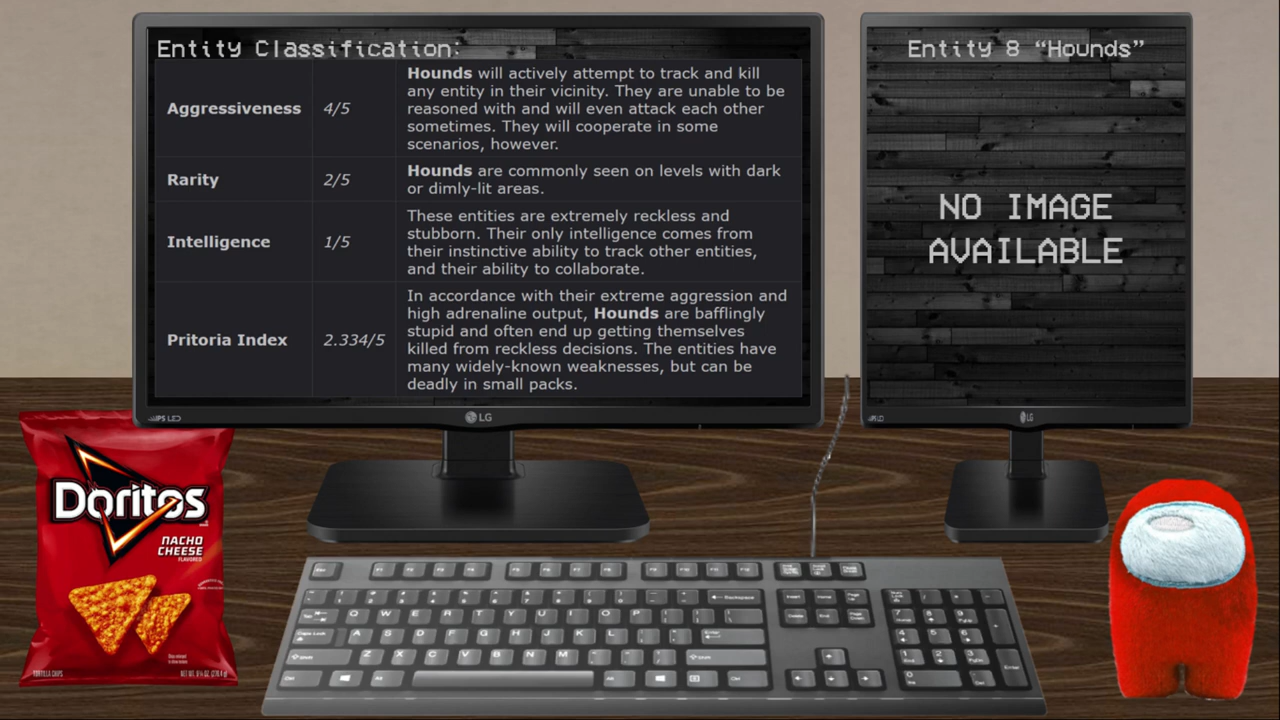 Entity Classification:
Hounds will actively attempt to track and kill
any entity in their vicinity. They are unable to be
Aggressiveness 4/5 reasoned with and will even attack each other
sometimes. They will cooperate in some
scenarios, however.
Rarity 2/5 Hounds are commonly seen on levels with dark
or dimly-lit areas.
These entities are extremely reckless and
stubborn. Their only intelligence comes from
Intelligence 1/5 their instinctive ability to track other entities,
and their ability to collaborate.
In accordance with their extreme aggression and
high adrenaline output, Hounds are bafflingly
stupid and often end up getting themselves
Pritoria Index 2.334/5 killed from reckless decisions. The entities have
many widely-known weaknesses, but can be
deadly in small packs.
IPS LED
LG
Entity 8 “Hounds”
NO IMAGE
AVAILABLE
LG
Doritos
NACHO
CHEESE
FLAVORED
TORTILLA CHIPS
Backspace
Q W E R T Y U I O P
Caps Lock A S D F G H J K L Enter
Z X C V B N M